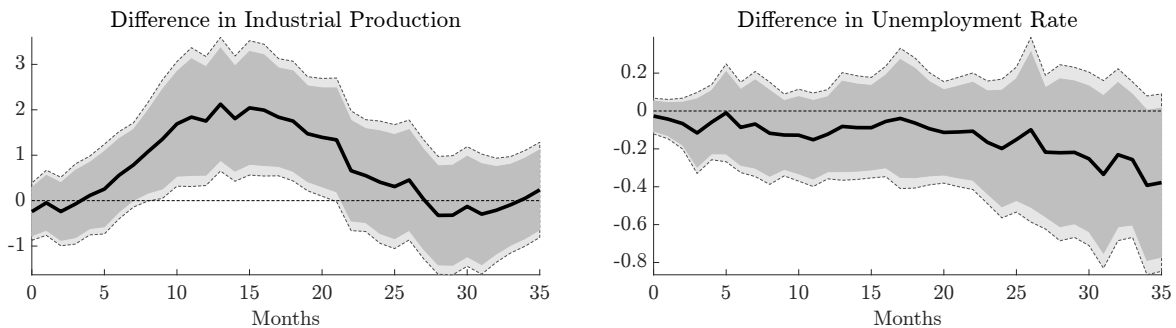 Difference in Industrial Production
3
2
1
0
-1
0 5 10 15 20 25 30 35
Months
Difference in Unemployment Rate
0.2
0
-0.2
-0.4
-0.6
-0.8
0 5 10 15 20 25 30 35
Months